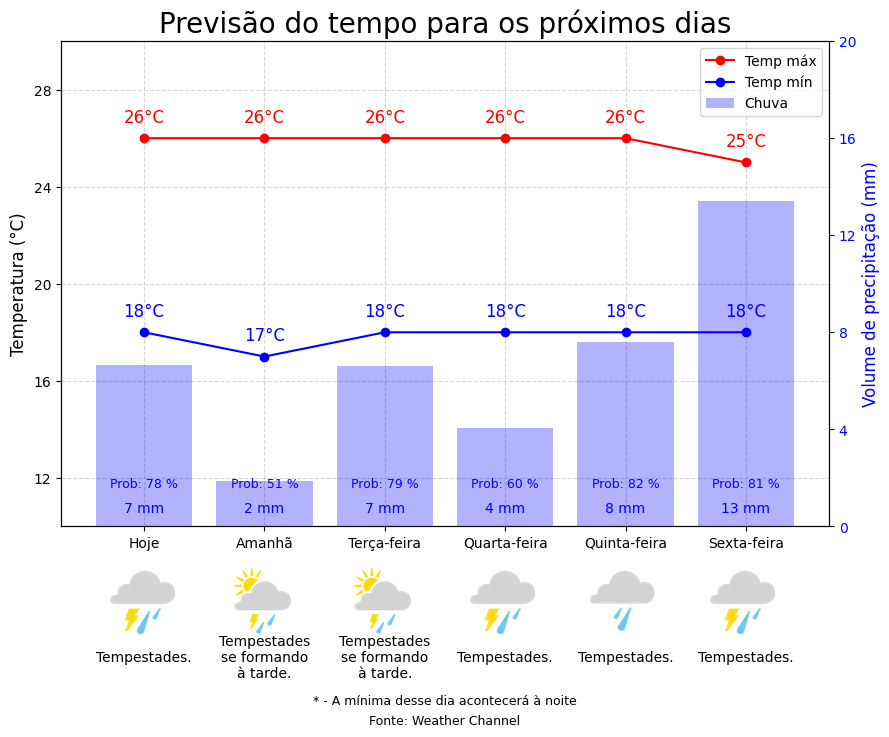 Previsão do tempo para os próximos dias
Temp máx
Temp mín
Chuva
26°C 26°C 26°C 26°C 26°C 25°C
18°C 17°C 18°C 18°C 18°C 18°C
Temperatura (°C)
28
24
20
16
12
Volume de precipitação (mm)
20
16
12
8
4
0
Prob: 78 % Prob: 51 % Prob: 79 % Prob: 60 % Prob: 82 % Prob: 81 %
7 mm 2 mm 7 mm 4 mm 8 mm 13 mm
Hoje Amanhã Terça-feira Quarta-feira Quinta-feira Sexta-feira
Tempestades.
Tempestades
se formando
à tarde.
Tempestades
se formando
à tarde.
Tempestades.
Tempestades.
Tempestades.
* - A mínima desse dia acontecerá à noite
Fonte: Weather Channel